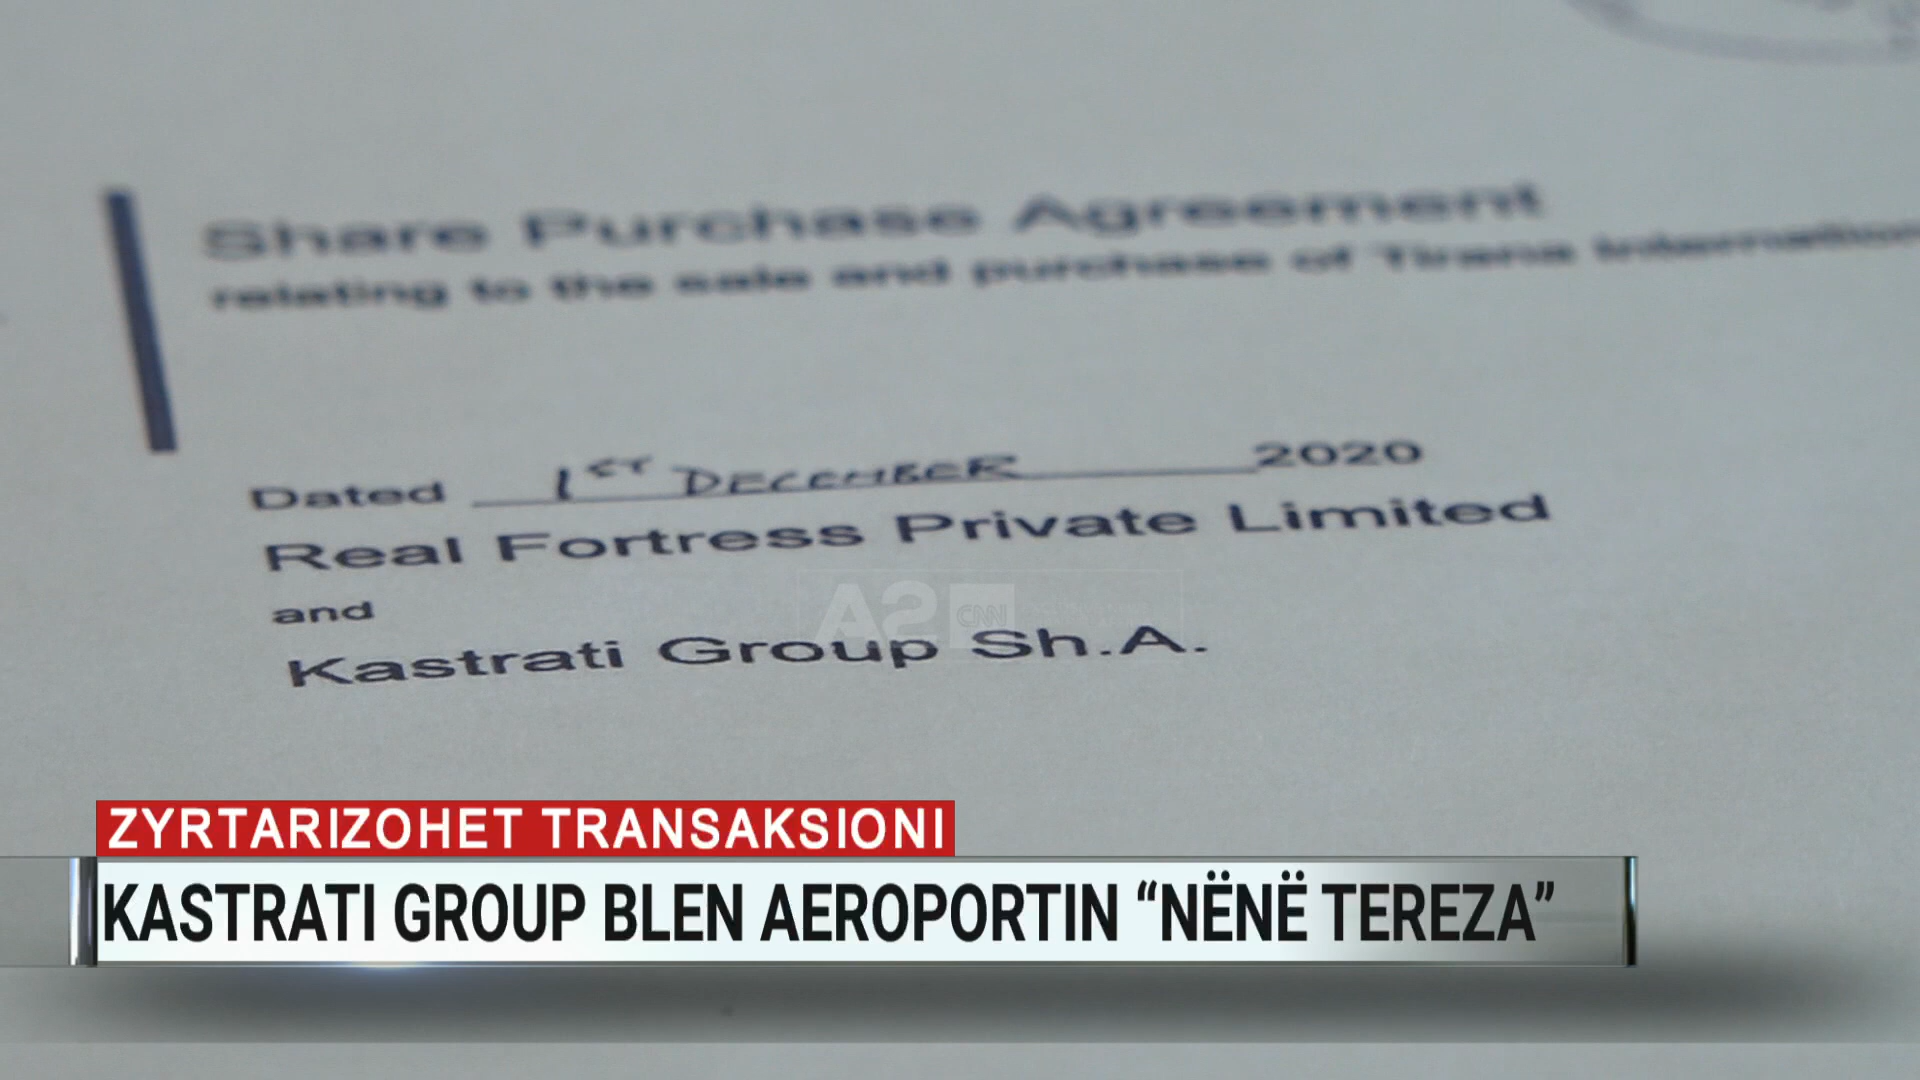 Share Purchase Agreement
relating to the sale and purchase of Tirana Internation
Dated 1ST DECEMBER 2020
Real Fortress Private Limited
and
A2 CNN
Kastrati Group Sh.A.
ZYRTARIZOHET TRANSAKSIONI
KASTRATI GROUP BLEN AEROPORTIN “NËNË TEREZA”